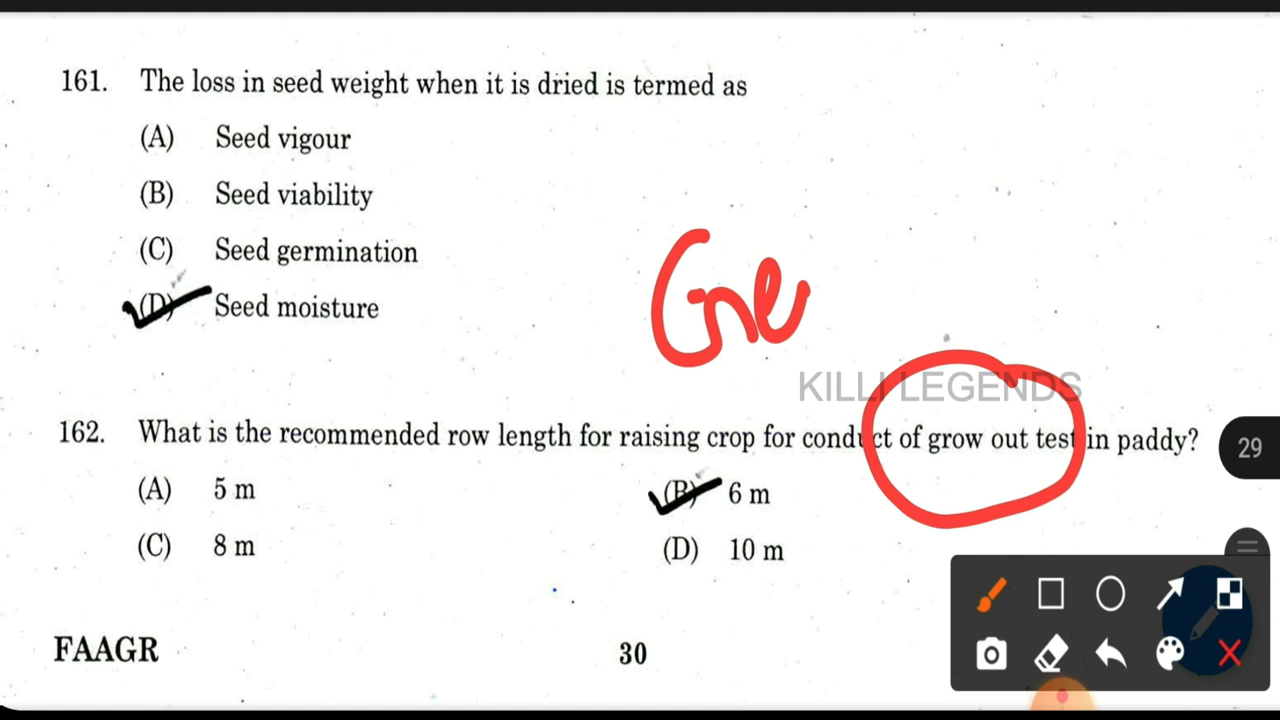 161. The loss in seed weight when it is dried is termed as
(A) Seed vigour
(B) Seed viability
(C) Seed germination
(D) Seed moisture
KILLI LEGENDS
162. What is the recommended row length for raising crop for conduct of grow out test in paddy?
29
(A) 5 m (B) 6 m
(C) 8 m (D) 10 m
FAAGR 30